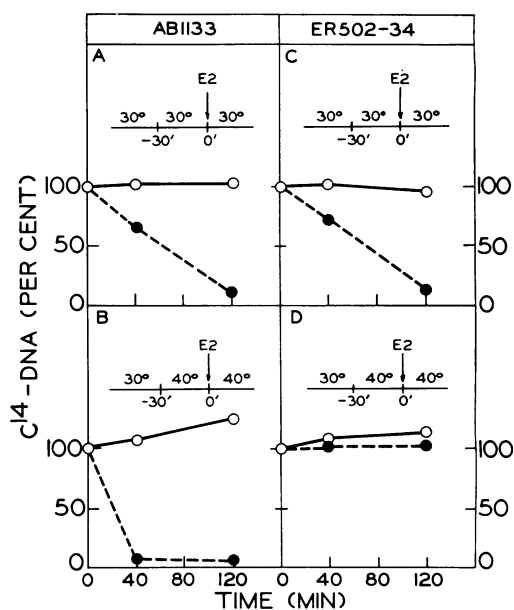 AB1133 ER502-34
A C
E2 E2
30° 30° 30° 30° 30° 30°
-30' 0' -30' 0'
100 100
50 50
0 0
B D
E2 E2
30° 40° 40° 30° 40° 40°
-30' 0' -30' 0'
100 100
50 50
0 0
0 40 80 120 0 40 80 120
TIME (MIN)
C14-DNA (PER CENT)